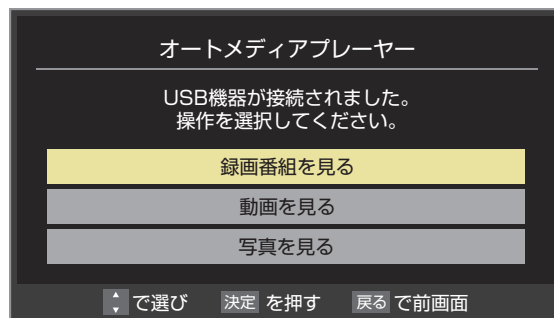 オートメディアプレーヤー
USB機器が接続されました。
操作を選択してください。
録画番組を見る
動画を見る
写真を見る
で選び 決定 を押す 戻る で前画面